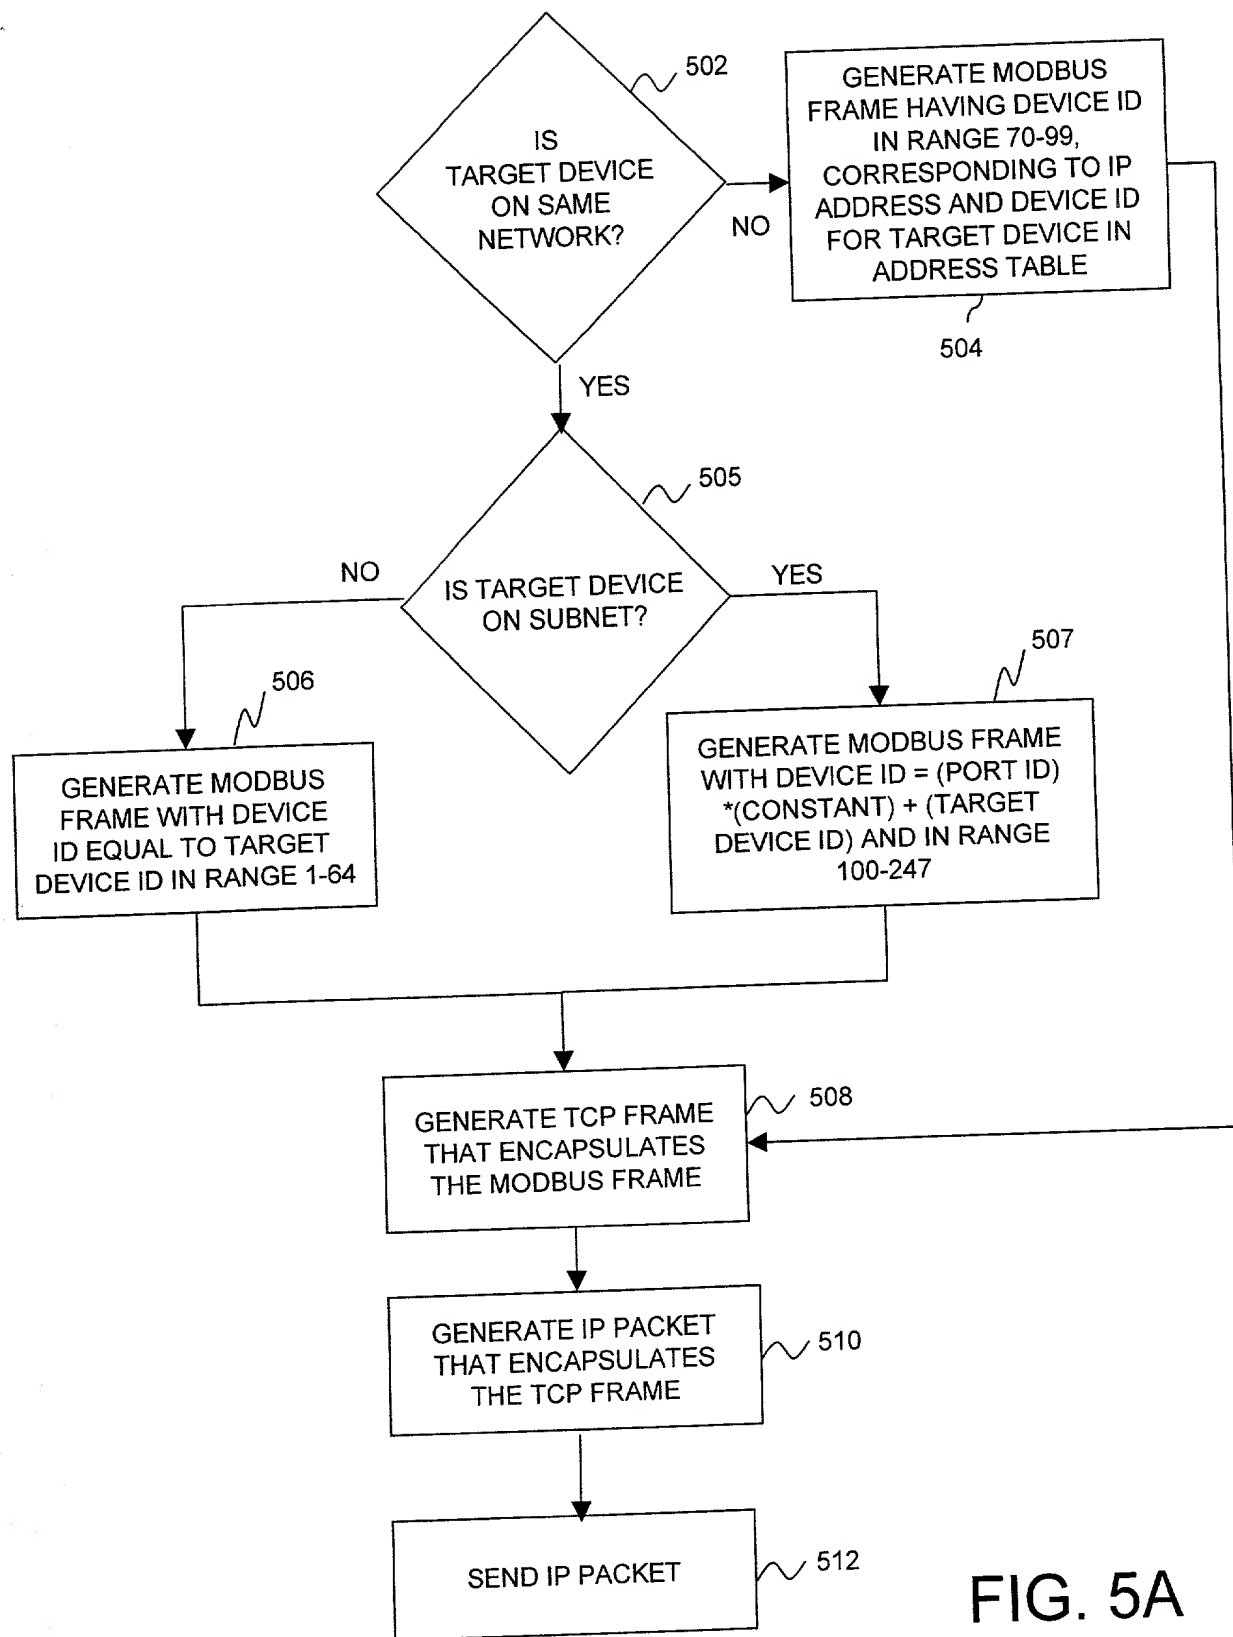 502
IS
TARGET DEVICE
ON SAME
NETWORK?
NO
GENERATE MODBUS
FRAME HAVING DEVICE ID
IN RANGE 70-99,
CORRESPONDING TO IP
ADDRESS AND DEVICE ID
FOR TARGET DEVICE IN
ADDRESS TABLE
504
YES
505
IS TARGET DEVICE
ON SUBNET?
NO
YES
506
GENERATE MODBUS
FRAME WITH DEVICE
ID EQUAL TO TARGET
DEVICE ID IN RANGE 1-64
507
GENERATE MODBUS FRAME
WITH DEVICE ID = (PORT ID)
*(CONSTANT) + (TARGET
DEVICE ID) AND IN RANGE
100-247
GENERATE TCP FRAME
THAT ENCAPSULATES
THE MODBUS FRAME
508
GENERATE IP PACKET
THAT ENCAPSULATES
THE TCP FRAME
510
SEND IP PACKET
512
FIG. 5A